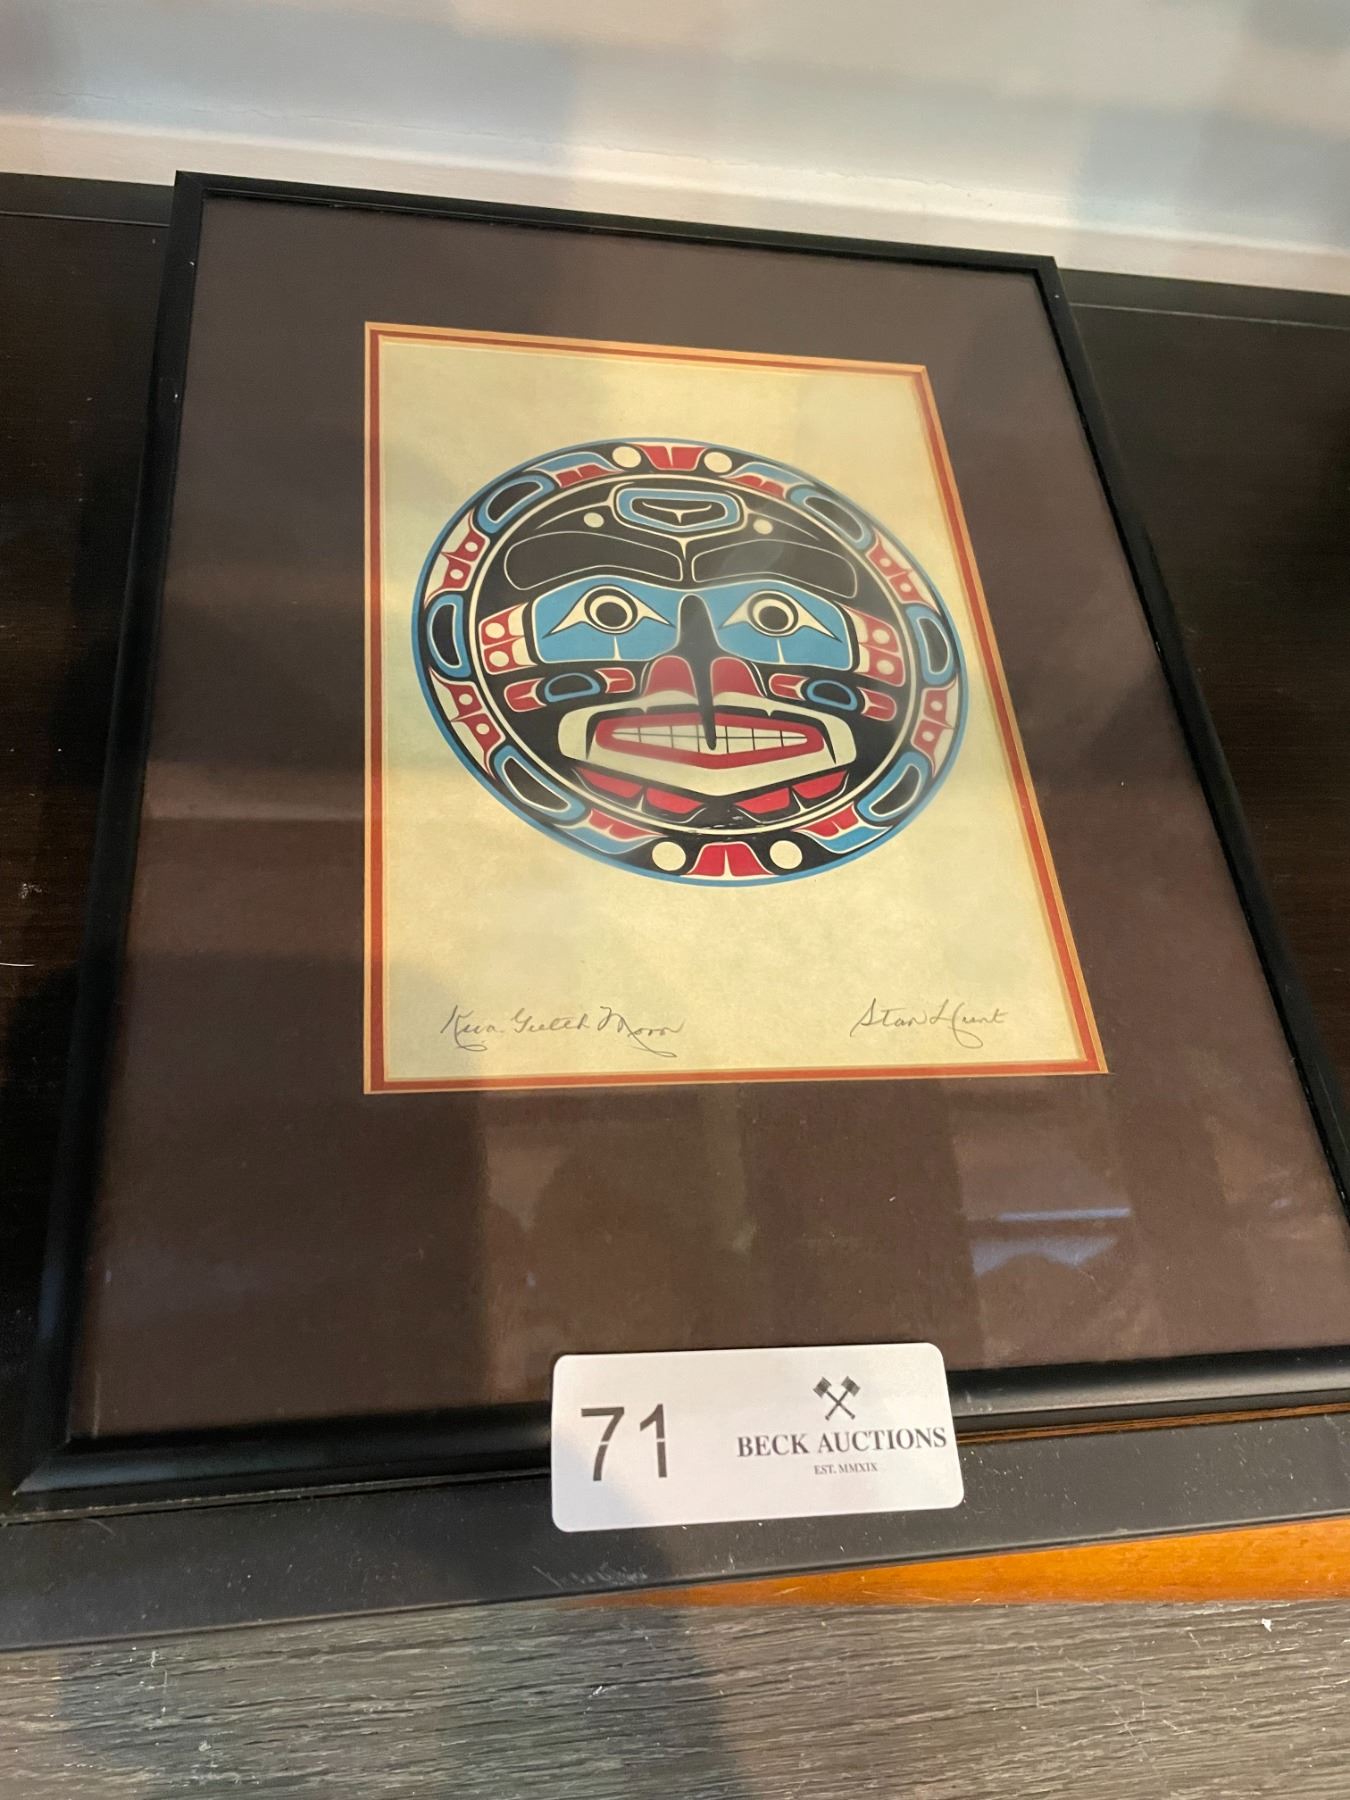 Kwa-Gulth Moon Stan Hunt
71
BECK AUCTIONS
EST. MMXIX